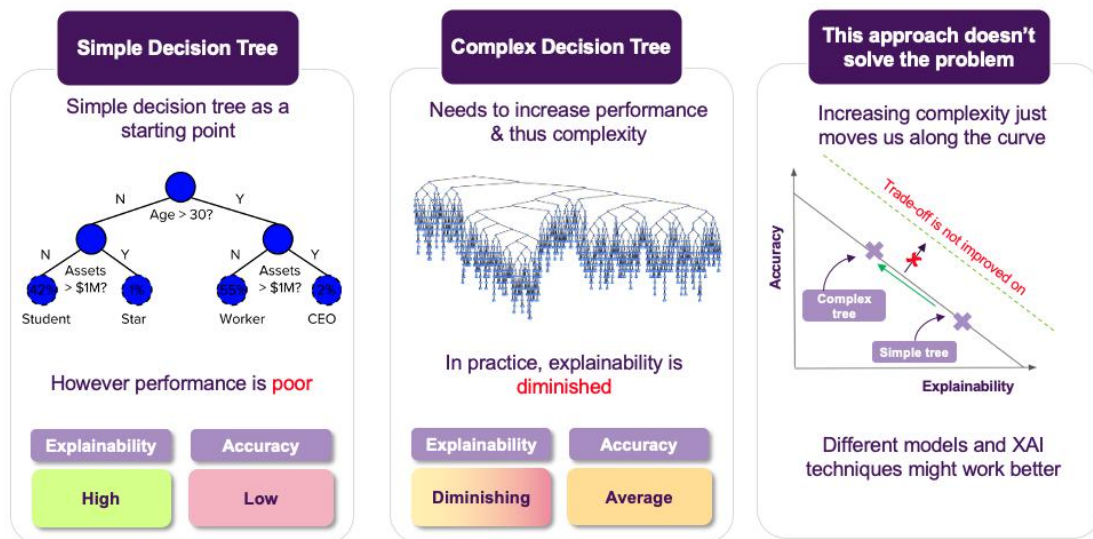 Simple Decision Tree
Simple decision tree as a
starting point
N
Y
Age > 30?
N
Y
N
Y
Assets
> $1M?
Assets
> $1M?
42%
1%
55%
2%
Student
Star
Worker
CEO
However performance is poor
Explainability
Accuracy
High
Low
Complex Decision Tree
Needs to increase performance
& thus complexity
In practice, explainability is
diminished
Explainability
Accuracy
Diminishing
Average
This approach doesn't
solve the problem
Increasing complexity just
moves us along the curve
Trade-off is not improved on
Accuracy
Complex
tree
Simple tree
Explainability
Different models and XAI
techniques might work better